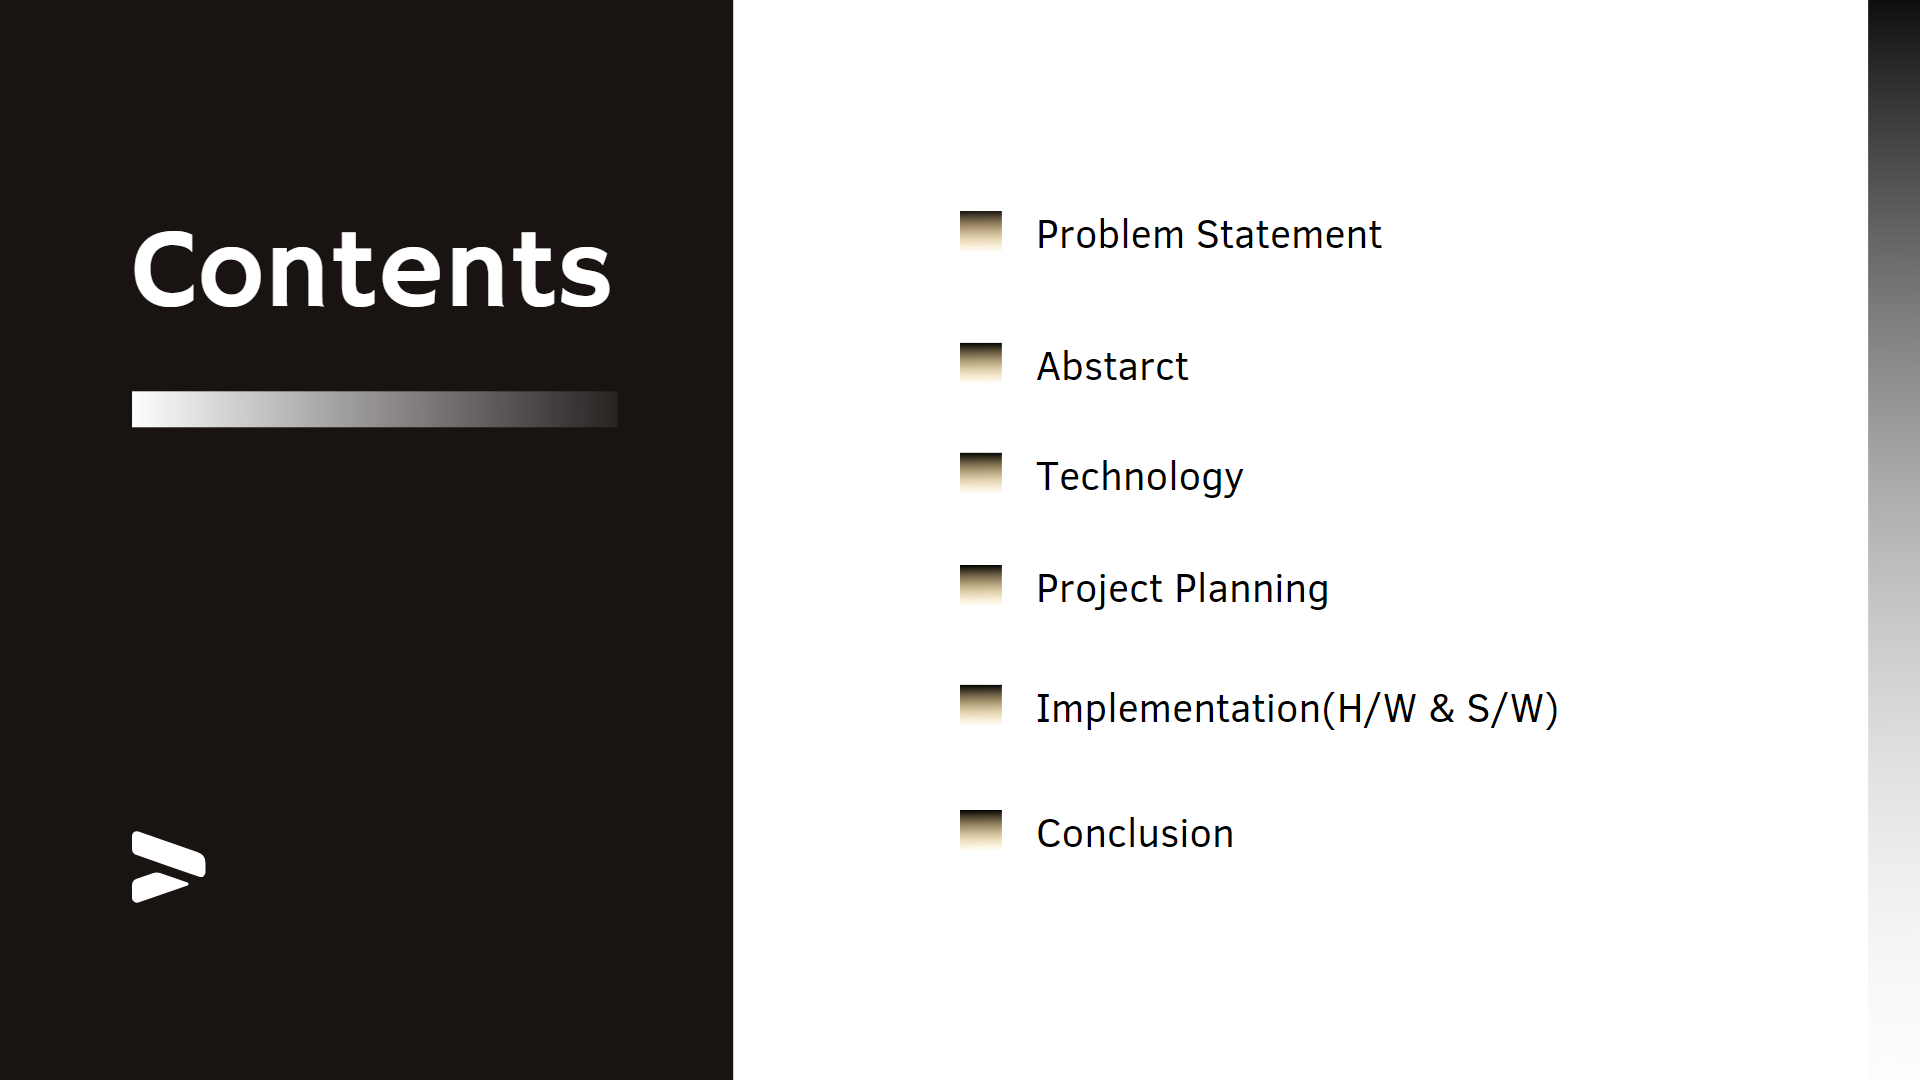 Contents
Problem Statement
Abstarct
Technology
Project Planning
Implementation(H/W & S/W)
Conclusion